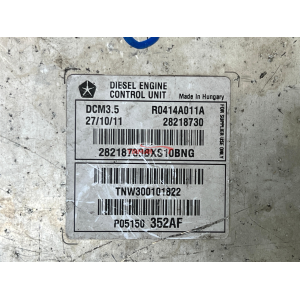 DIESEL ENGINE
CONTROL UNIT
Made in Hungary
DCM3.5 R0414A011A
27/10/11 28218730
FOR SUPPLIER USE ONLY
TNW300101822
P05150 352AF